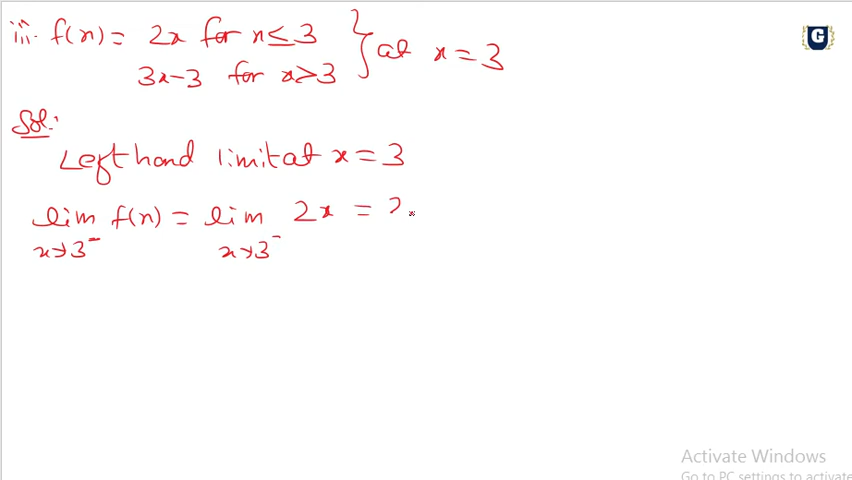 iii. f(x) = 2x for x ≤ 3
3x-3 for x>3 } at x = 3
Sol:
Left hand limit at x = 3
lim f(x) = lim 2x = 2
x→3⁻ x→3⁻
G
Activate Windows
Go to PC settings to activate